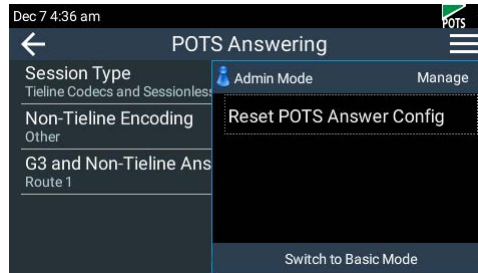 Dec 7 4:36 am
POTS
POTS Answering
Session Type
Tieline Codecs and Sessionles
Non-Tieline Encoding
Other
G3 and Non-Tieline Ans
Route 1
Admin Mode Manage
Reset POTS Answer Config
Switch to Basic Mode